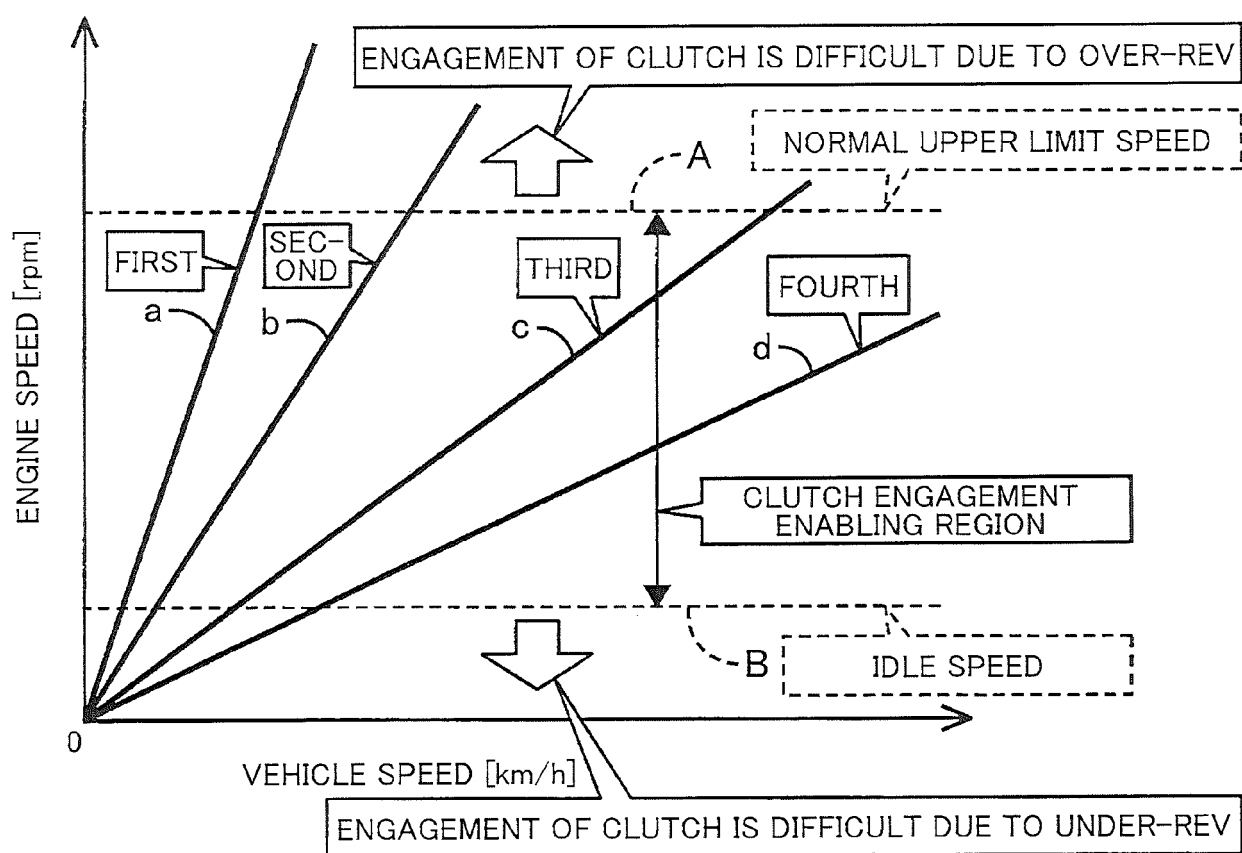 ENGAGEMENT OF CLUTCH IS DIFFICULT DUE TO OVER-REV
A
NORMAL UPPER LIMIT SPEED
FIRST
SEC-
OND
THIRD
FOURTH
a
b
c
d
ENGINE SPEED [rpm]
CLUTCH ENGAGEMENT
ENABLING REGION
B
IDLE SPEED
0
VEHICLE SPEED [km/h]
ENGAGEMENT OF CLUTCH IS DIFFICULT DUE TO UNDER-REV